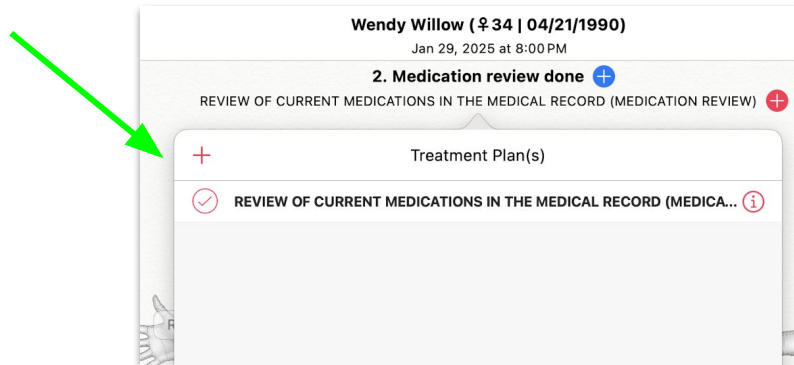 Wendy Willow (♀34 | 04/21/1990)
Jan 29, 2025 at 8:00 PM
2. Medication review done
REVIEW OF CURRENT MEDICATIONS IN THE MEDICAL RECORD (MEDICATION REVIEW)
Treatment Plan(s)
REVIEW OF CURRENT MEDICATIONS IN THE MEDICAL RECORD (MEDICA...